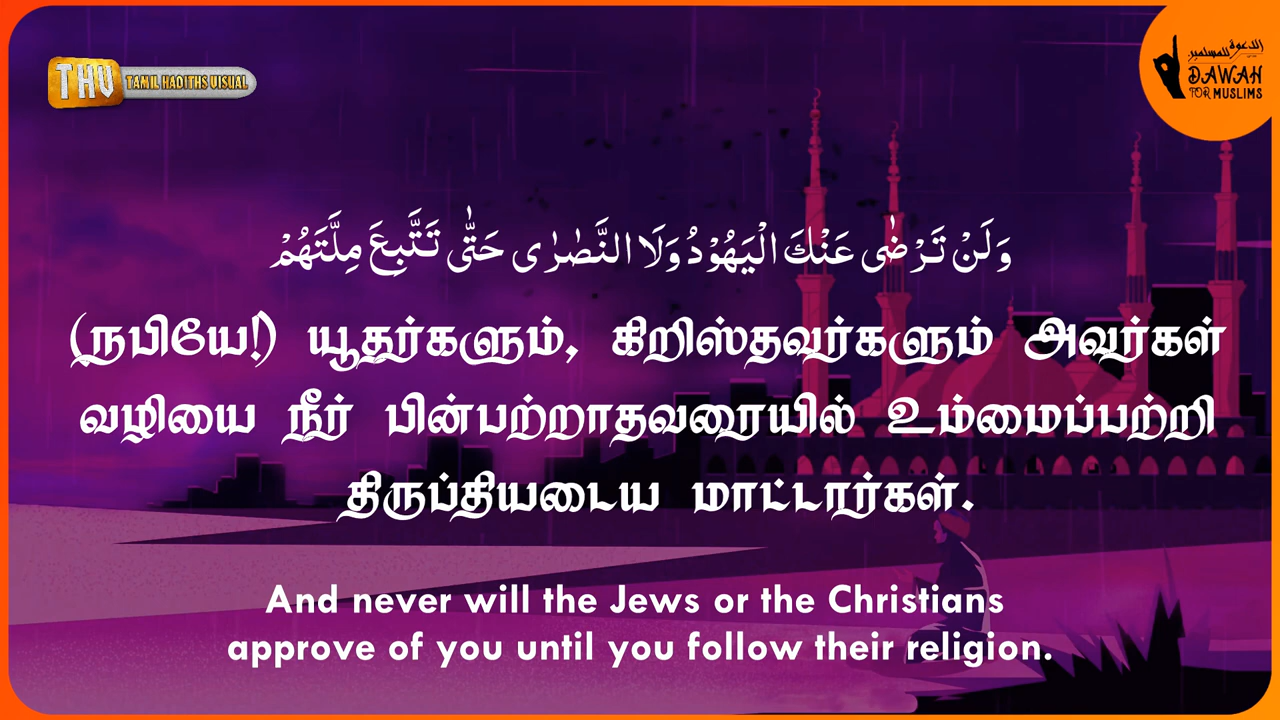 THV TAMIL HADITHS VISUAL
الدعوة للمسلمين
DAWAH
FOR MUSLIMS
وَلَنْ تَرْضٰى عَنْكَ الْيَهُوْدُ وَلَا النَّصٰرٰى حَتّٰى تَتَّبِعَ مِلَّتَهُمْ
(நபியே!) யூதர்களும், கிறிஸ்தவர்களும் அவர்கள்
வழியை நீர் பின்பற்றாதவரையில் உம்மைப்பற்றி
திருப்தியடைய மாட்டார்கள்.
And never will the Jews or the Christians
approve of you until you follow their religion.